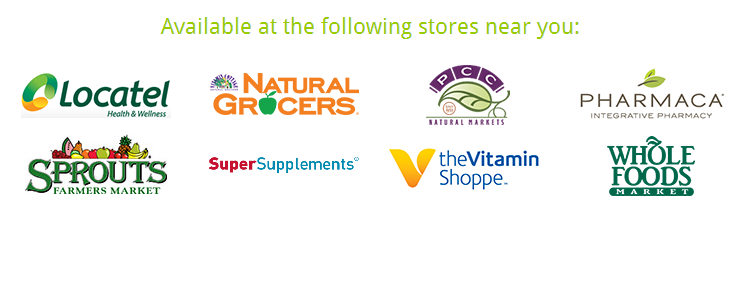 Available at the following stores near you:
Locatel
Health & Wellness
NATURAL
GROCERS
PCC
NATURAL MARKETS
PHARMACA
INTEGRATIVE PHARMACY
SPROUTS
FARMERS MARKET
SuperSupplements
theVitamin
Shoppe
WHOLE
FOODS
MARKET